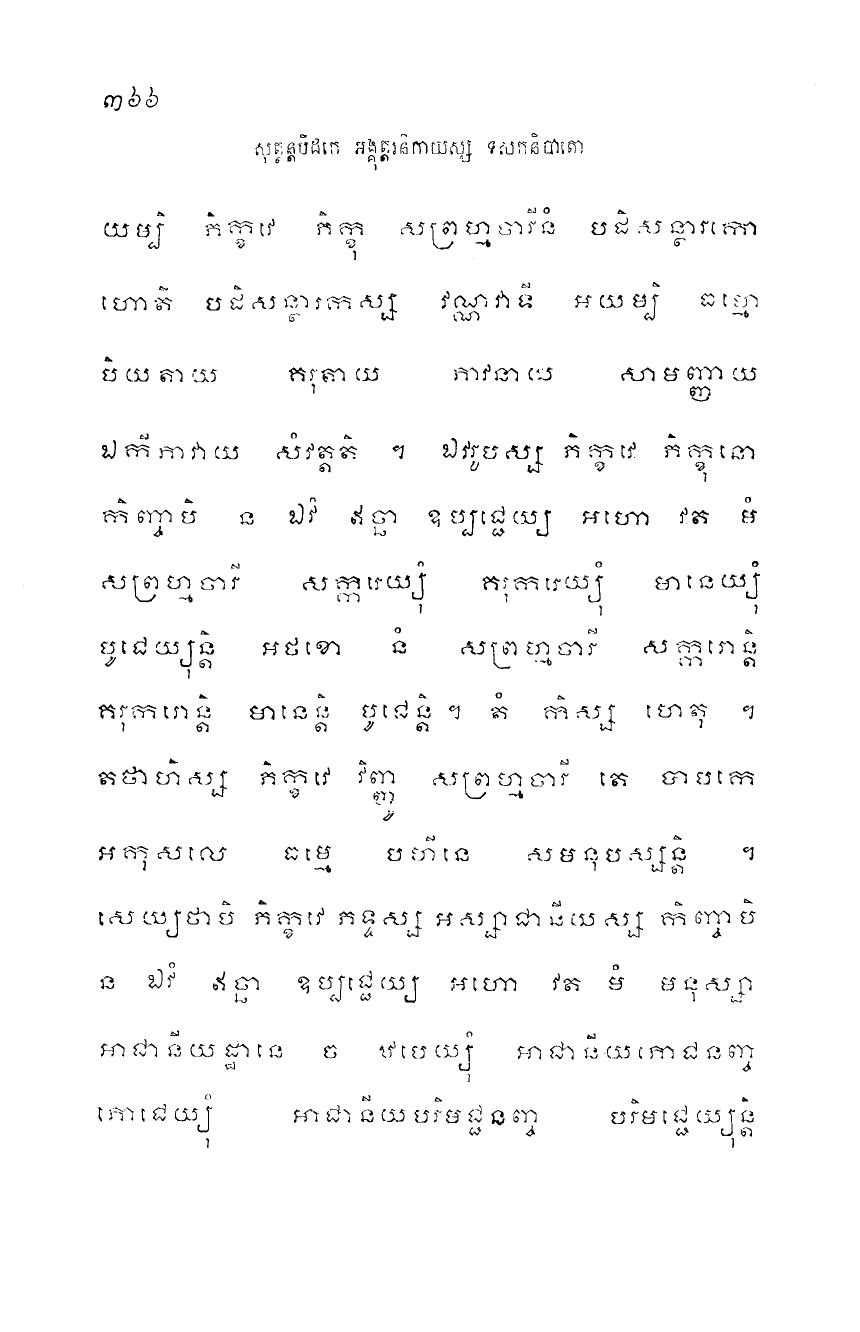 ៣៦៦
សុត្តន្តបិដកេ អង្គុត្តរនិកាយស្ស ទសកនិបាតោ
យម្បិ ភិក្ខវេ ភិក្ខុ សព្រហ្មចារីនំ បដិសន្ថារកោ
ហោតិ បដិសន្ថារកស្ស វណ្ណវាទី អយម្បិ ធម្មោ
បិយតាយ គរុតាយ ភាវនាយ សាមញ្ញាយ
ឯកីភាវាយ សំវត្តតិ ។ ឯវរូបស្ស ភិក្ខវេ ភិក្ខុនោ
កិញ្ចាបិ ន ឯវំ ឥច្ឆា ឧប្បជ្ជេយ្យ អហោ វត មំ
សព្រហ្មចារី សក្ករេយ្យុំ គរុករេយ្យុំ មានេយ្យុំ
បូជេយ្យុន្តិ អថខោ នំ សព្រហ្មចារី សក្ករោន្តិ
គរុករោន្តិ មានេន្តិ បូជេន្តិ ។ តំ កិស្ស ហេតុ ។
តថាហិស្ស ភិក្ខវេ វិញ្ញូ សព្រហ្មចារី តេ បាបកេ
អកុសលេ ធម្មេ បហីនេ សមនុបស្សន្តិ ។
សេយ្យថាបិ ភិក្ខវេ ភទ្ទស្ស អស្សាជានីយស្ស កិញ្ចាបិ
ន ឯវំ ឥច្ឆា ឧប្បជ្ជេយ្យ អហោ វត មំ មនុស្សា
អាជានីយដ្ឋានេ ច ឋបេយ្យុំ អាជានីយភោជនញ្ច
ភោជេយ្យុំ អាជានីយបរិមជ្ជនញ្ច បរិមជ្ជេយ្យុន្តិ